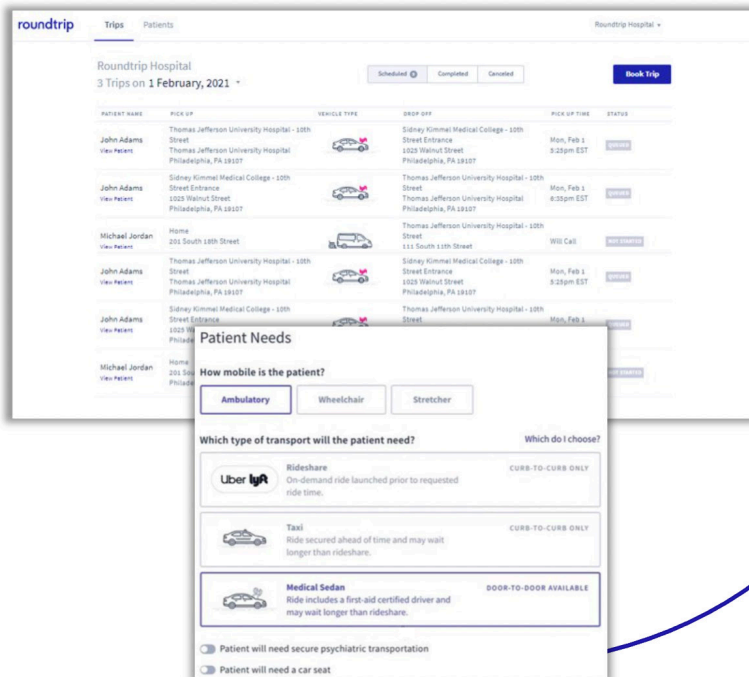 roundtrip
Trips Patients
Roundtrip Hospital
Roundtrip Hospital
3 Trips on 1 February, 2021
Scheduled Completed Canceled
Book Trip
PATIENT NAME PICK UP VEHICLE TYPE DROP OFF PICK UP TIME STATUS
John Adams
View Patient
Thomas Jefferson University Hospital - 10th
Street
Thomas Jefferson University Hospital
Philadelphia, PA 19107
Sidney Kimmel Medical College - 10th
Street Entrance
1025 Walnut Street
Philadelphia, PA 19107
Mon, Feb 1
5:25pm EST
QUEUED
John Adams
View Patient
Sidney Kimmel Medical College - 10th
Street Entrance
1025 Walnut Street
Philadelphia, PA 19107
Thomas Jefferson University Hospital - 10th
Street
Thomas Jefferson University Hospital
Philadelphia, PA 19107
Mon, Feb 1
QUEUED
Michael Jordan
View Patient
Home
201 South 18th Street
Thomas Jefferson University Hospital - 10th
Street
111 South 11th Street
Will Call
NOT STARTED
John Adams
View Patient
Thomas Jefferson University Hospital - 10th
Street
Thomas Jefferson University Hospital
Philadelphia, PA 19107
Sidney Kimmel Medical College - 10th
Street Entrance
1025 Walnut Street
Philadelphia, PA 19107
Mon, Feb 1
5:25pm EST
QUEUED
John Adams
View Patient
Sidney Kimmel Medical College - 10th
Street Entrance
1025 Wa
Philade
Thomas Jefferson University Hospital - 10th
Street
Mon, Feb 1
QUEUED
Michael Jordan
View Patient
Home
201 Sou
Philade
NOT STARTED
Patient Needs
How mobile is the patient?
Ambulatory Wheelchair Stretcher
Which type of transport will the patient need? Which do I choose?
Uber lyft
Rideshare CURB-TO-CURB ONLY
On-demand ride launched prior to requested
ride time.
Taxi CURB-TO-CURB ONLY
Ride secured ahead of time and may wait
longer than rideshare.
Medical Sedan DOOR-TO-DOOR AVAILABLE
Ride includes a first-aid certified driver and
may wait longer than rideshare.
Patient will need secure psychiatric transportation
Patient will need a car seat